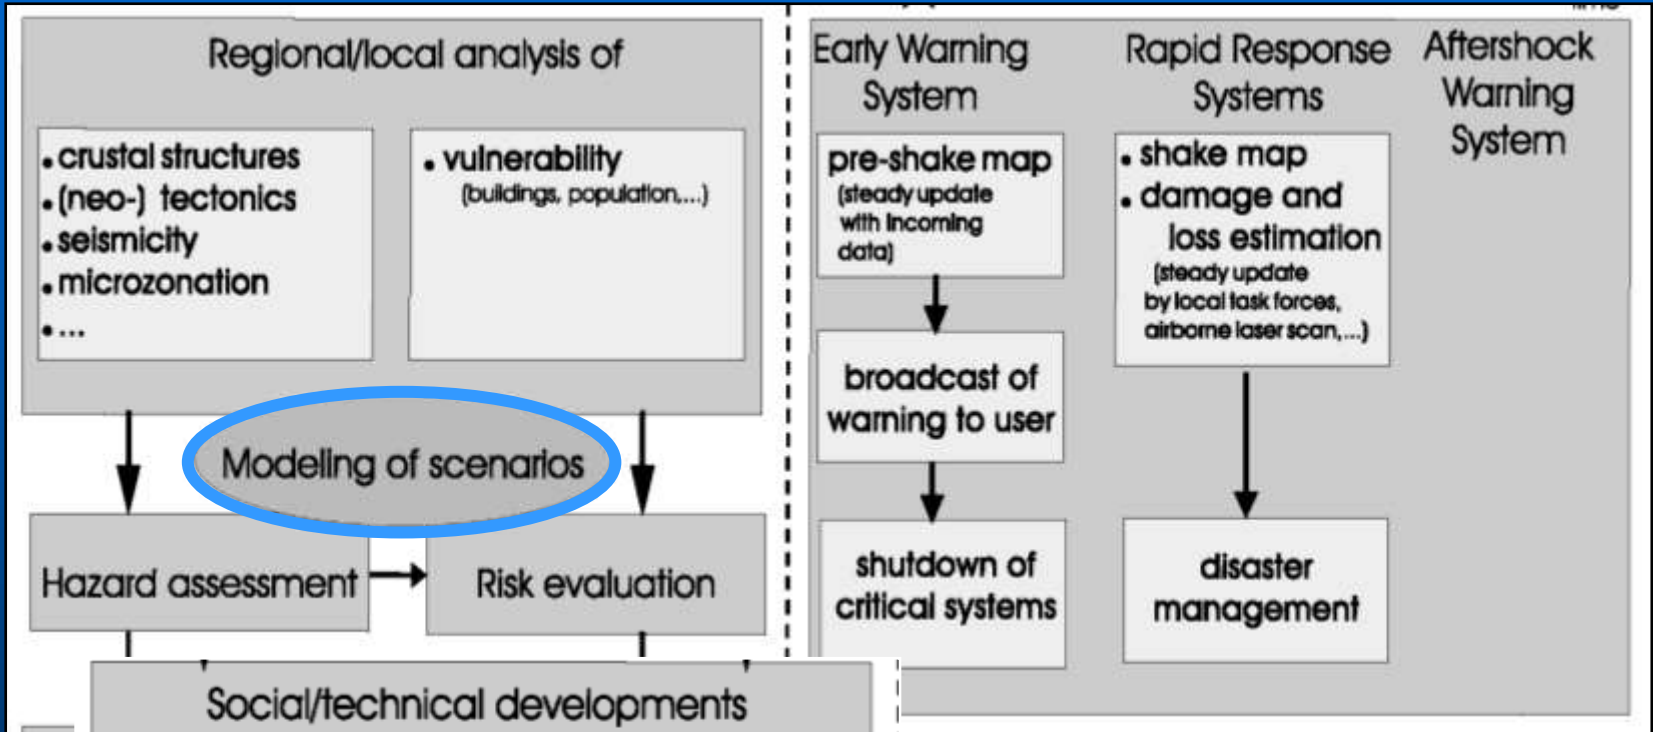 Regional/local analysis of
• crustal structures
• (neo-) tectonics
• seismicity
• microzonation
• ...
• vulnerability
(buildings, population,...)
Modeling of scenarios
Hazard assessment
Risk evaluation
Social/technical developments
Early Warning
System
pre-shake map
(steady update
with incoming
data)
broadcast of
warning to user
shutdown of
critical systems
Rapid Response
Systems
• shake map
• damage and
loss estimation
(steady update
by local task forces,
airborne laser scan,...)
disaster
management
Aftershock
Warning
System